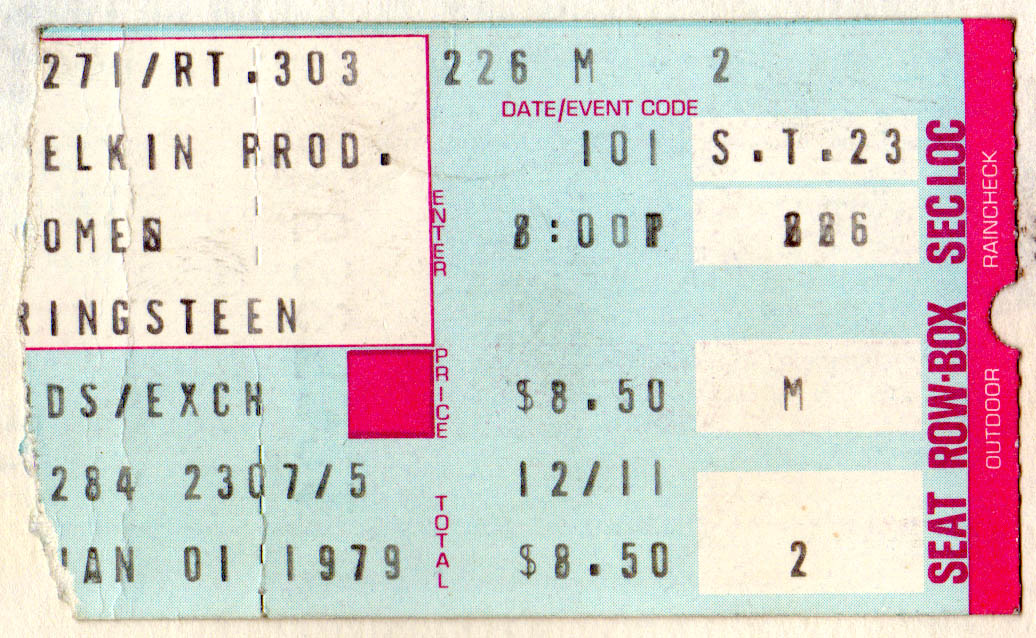 271/RT.303 226 M 2
DATE/EVENT CODE
ELKIN PROD. 101 S.T.23
OMES ENTER 8:00P 226
RINGSTEEN
DS/EXCH PRICE $8.50 M
284 2307/5 12/11
AN 01 1979 TOTAL $8.50 2
SEAT ROW-BOX SEC LOC
OUTDOOR RAINCHECK